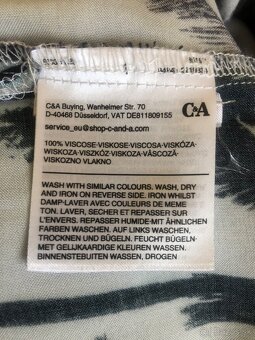 C&A Buying, Wanheimer Str. 70
D-40468 Düsseldorf, VAT DE811809155
service_eu@shop-c-and-a.com
C&A
100% VISCOSE-VISKOSE-VISCOSA-VISKÓZA-
WISKOZA-VISZKÓZ-VISKOZA-VÂSCOZĂ-
VISKOZNO VLAKNO
WASH WITH SIMILAR COLOURS. WASH, DRY
AND IRON ON REVERSE SIDE. IRON WHILST
DAMP-LAVER AVEC COULEURS DE MEME
TON. LAVER, SECHER ET REPASSER SUR
L'ENVERS. REPASSER HUMIDE-MIT ÄHNLICHEN
FARBEN WASCHEN. AUF LINKS WASCHEN,
TROCKNEN UND BÜGELN. FEUCHT BÜGELN-
MET GELIJKAARDIGE KLEUREN WASSEN.
BINNENSTEBUITEN WASSEN, DROGEN